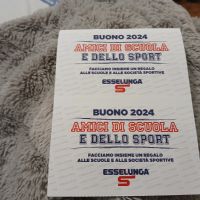 BUONO 2024
AMICI DI SCUOLA
E DELLO SPORT
FACCIAMO INSIEME UN REGALO
ALLE SCUOLE E ALLE SOCIETÀ SPORTIVE
ESSELUNGA
BUONO 2024
AMICI DI SCUOLA
E DELLO SPORT
FACCIAMO INSIEME UN REGALO
ALLE SCUOLE E ALLE SOCIETÀ SPORTIVE
ESSELUNGA